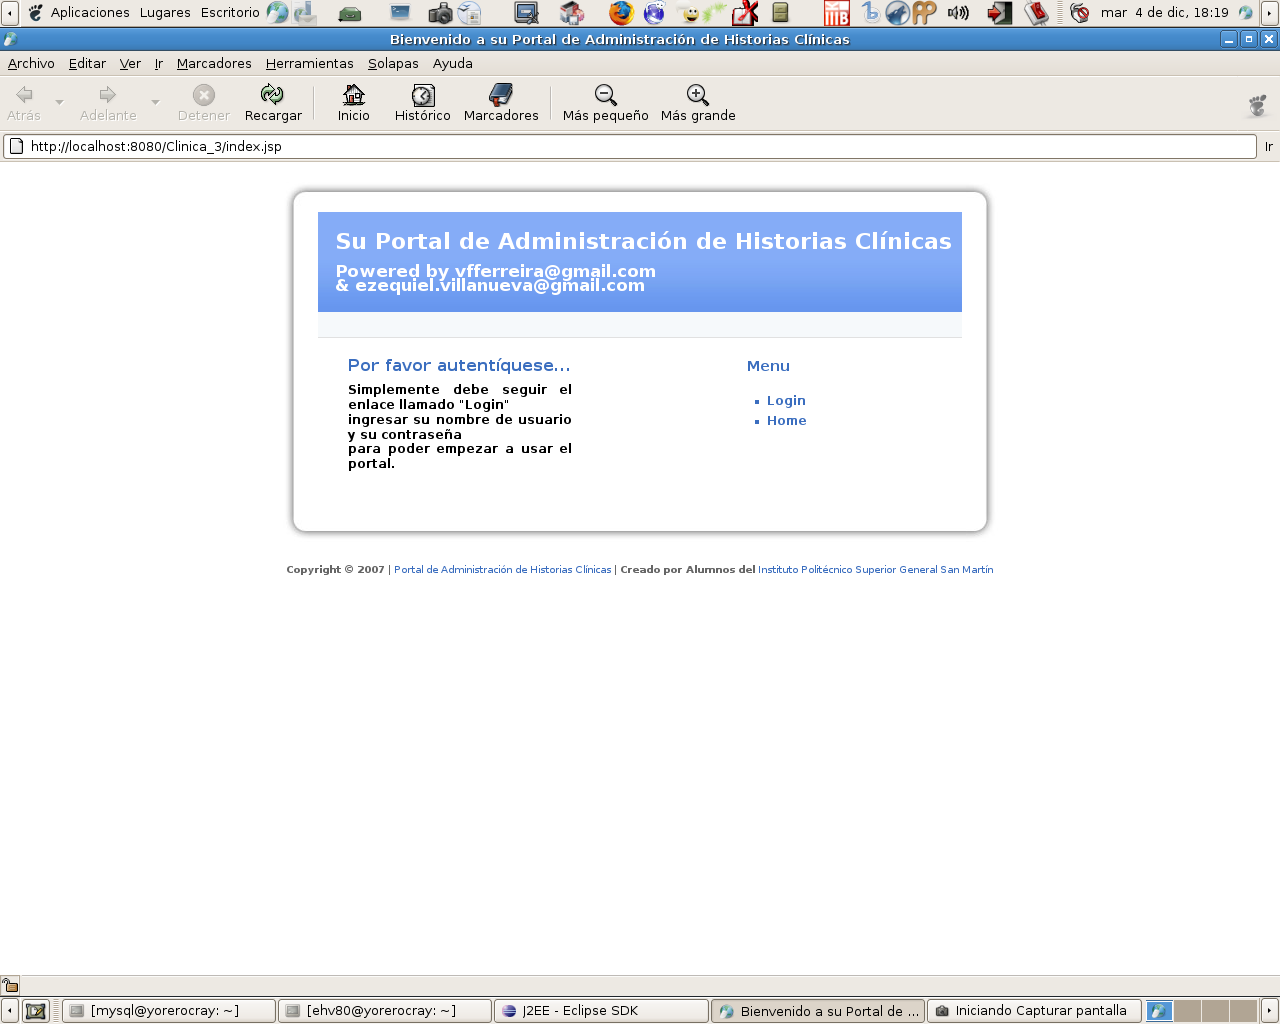 Aplicaciones Lugares Escritorio mar 4 de dic, 18:19
Bienvenido a su Portal de Administración de Historias Clínicas
Archivo Editar Ver Ir Marcadores Herramientas Solapas Ayuda
Atrás Adelante Detener Recargar Inicio Histórico Marcadores Más pequeño Más grande
http://localhost:8080/Clinica_3/index.jsp Ir
Su Portal de Administración de Historias Clínicas
Powered by vfferreira@gmail.com
& ezequiel.villanueva@gmail.com
Por favor autentíquese...
Simplemente debe seguir el
enlace llamado "Login"
ingresar su nombre de usuario
y su contraseña
para poder empezar a usar el
portal.
Menu
Login
Home
Copyright © 2007 | Portal de Administración de Historias Clínicas | Creado por Alumnos del Instituto Politécnico Superior General San Martín
[mysql@yorerocray: ~] [ehv80@yorerocray: ~] J2EE - Eclipse SDK Bienvenido a su Portal de ... Iniciando Capturar pantalla